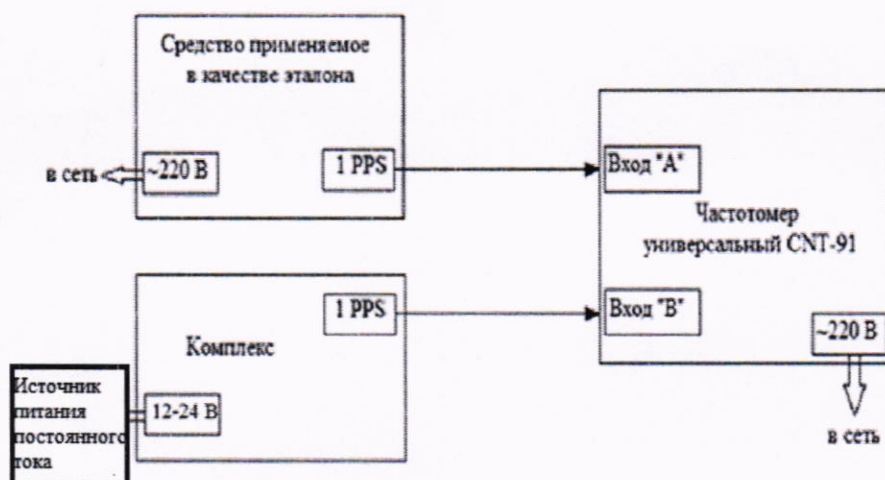 Средство применяемое
в качестве эталона
в сеть
~220 В
1 PPS
Вход "А"
Частотомер
универсальный CNT-91
1 PPS
Вход "В"
~220 В
Комплекс
Источник
питания
постоянного
тока
12-24 В
в сеть